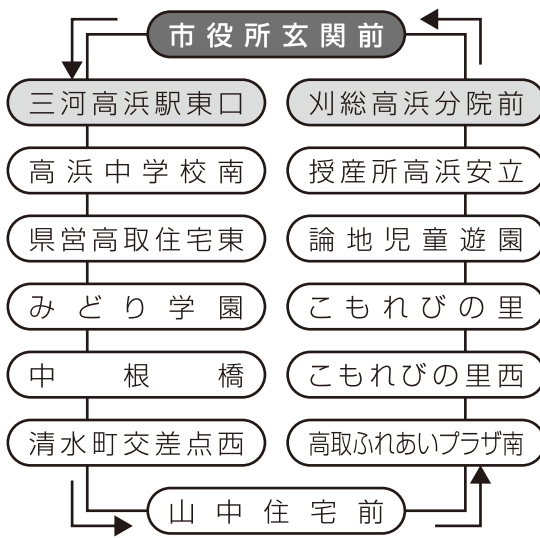 市役所玄関前
三河高浜駅東口
刈総高浜分院前
高浜中学校南
授産所高浜安立
県営高取住宅東
論地児童遊園
みどり学園
こもれびの里
中根橋
こもれびの里西
清水町交差点西
高取ふれあいプラザ南
山中住宅前